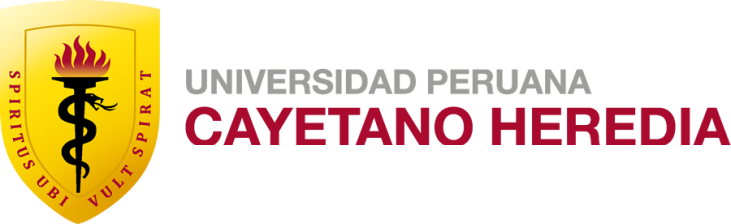 SPIRITUS UBI VULT SPIRAT
UNIVERSIDAD PERUANA
CAYETANO HEREDIA